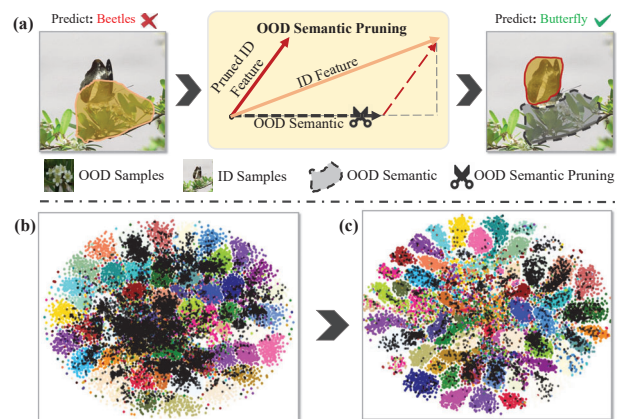 (a) Predict: Beetles
OOD Semantic Pruning
Predict: Butterfly
Pruned ID
Feature
ID Feature
OOD Semantic
OOD Samples
ID Samples
OOD Semantic
OOD Semantic Pruning
(b)
(c)